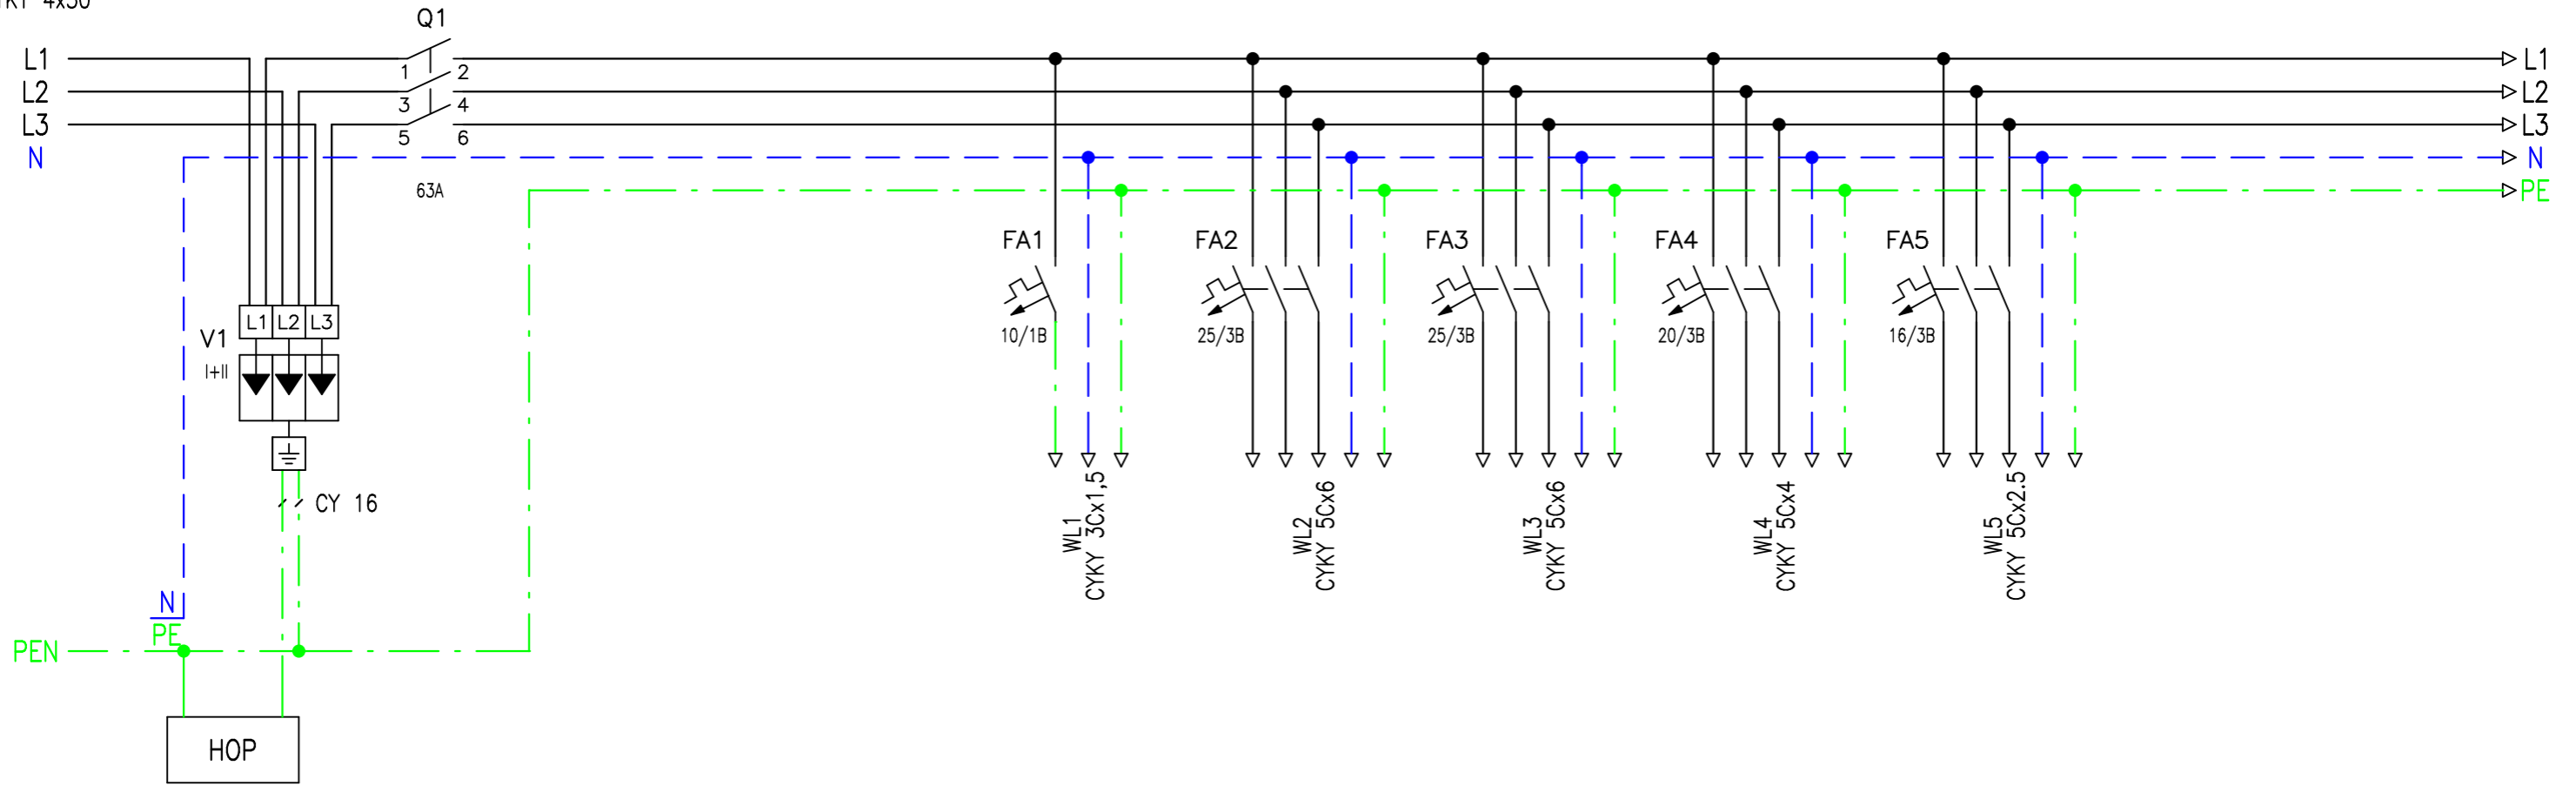 Q1
L1
L2
L3
N
1 2
3 4
5 6
63A
L1
L2
L3
N
PE
FA1
10/1B
FA2
25/3B
FA3
25/3B
FA4
20/3B
FA5
16/3B
L1 L2 L3
V1
I+II
CY 16
WL1
CYKY 3Cx1,5
WL2
CYKY 5Cx6
WL3
CYKY 5Cx6
WL4
CYKY 5Cx4
WL5
CYKY 5Cx2.5
N
PE
PEN
HOP